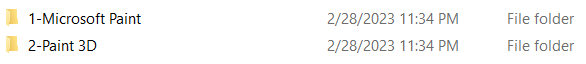 1-Microsoft Paint 2/28/2023 11:34 PM File folder
2-Paint 3D 2/28/2023 11:34 PM File folder